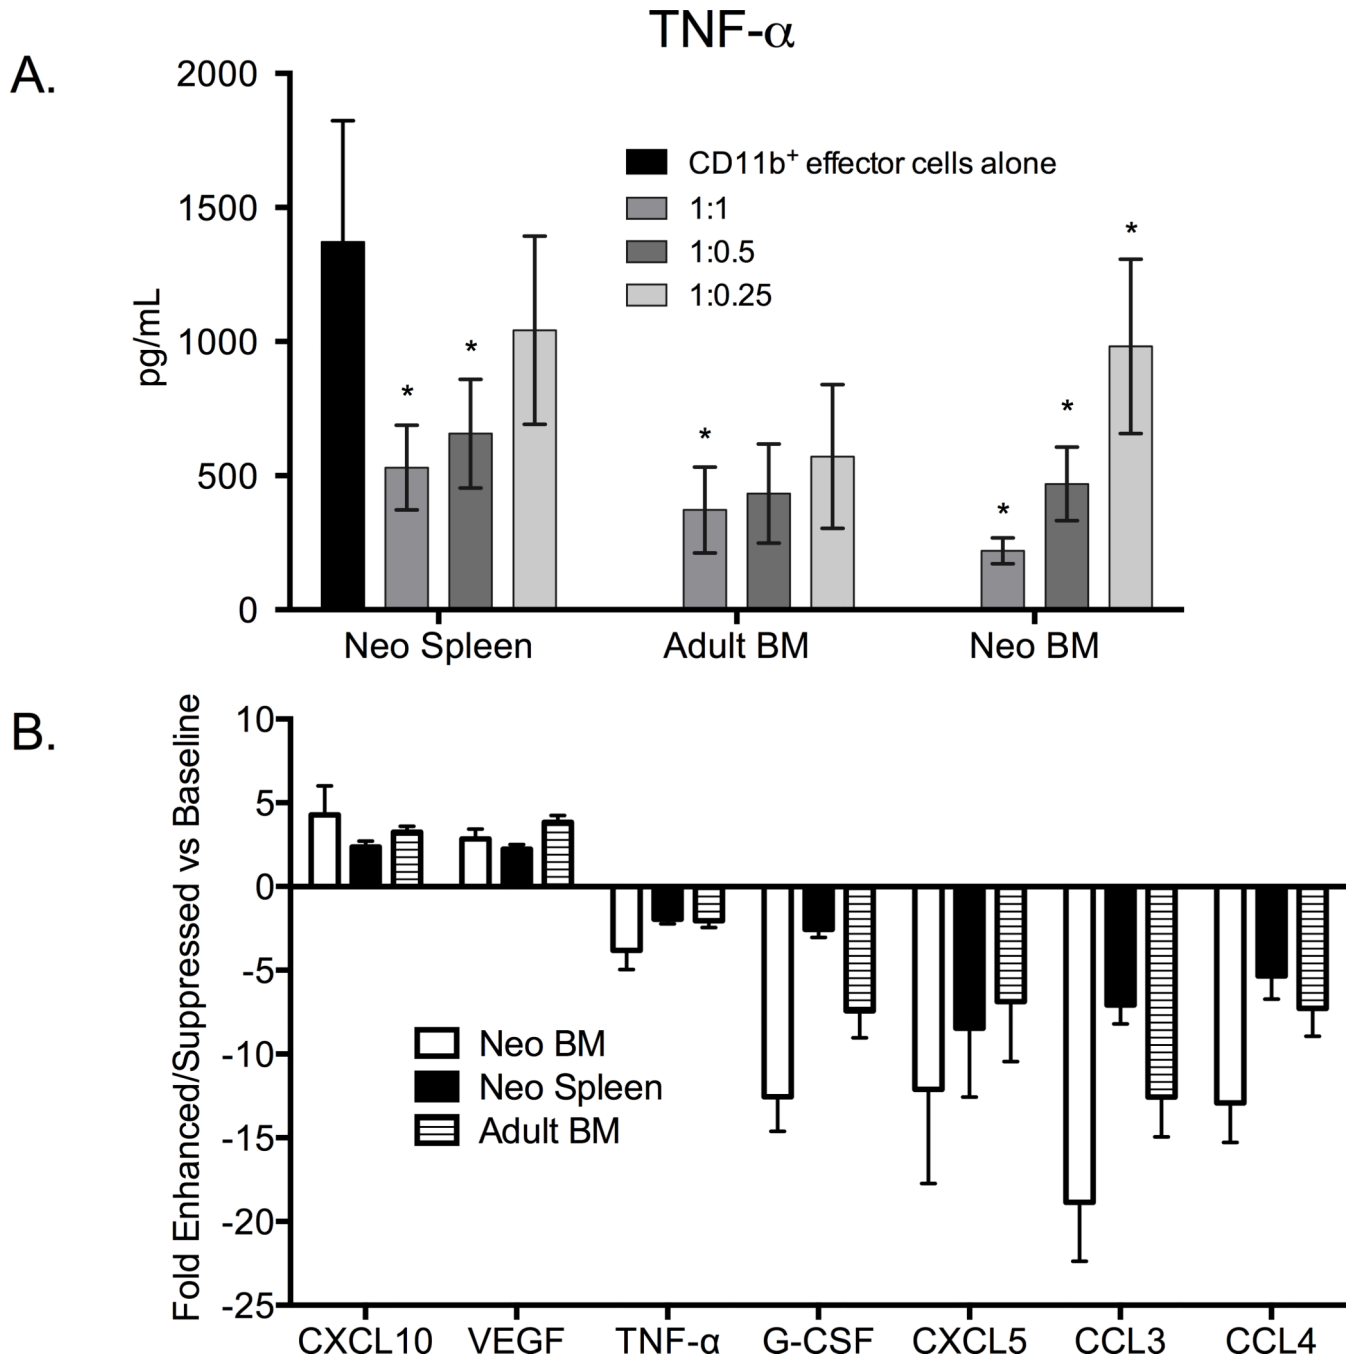 TNF-α
A.
2000
1500
1000
500
0
pg/mL
CD11b⁺ effector cells alone
1:1
1:0.5
1:0.25
* * * * * *
Neo Spleen Adult BM Neo BM
B.
10
5
0
-5
-10
-15
-20
-25
Fold Enhanced/Suppressed vs Baseline
Neo BM
Neo Spleen
Adult BM
CXCL10 VEGF TNF-α G-CSF CXCL5 CCL3 CCL4